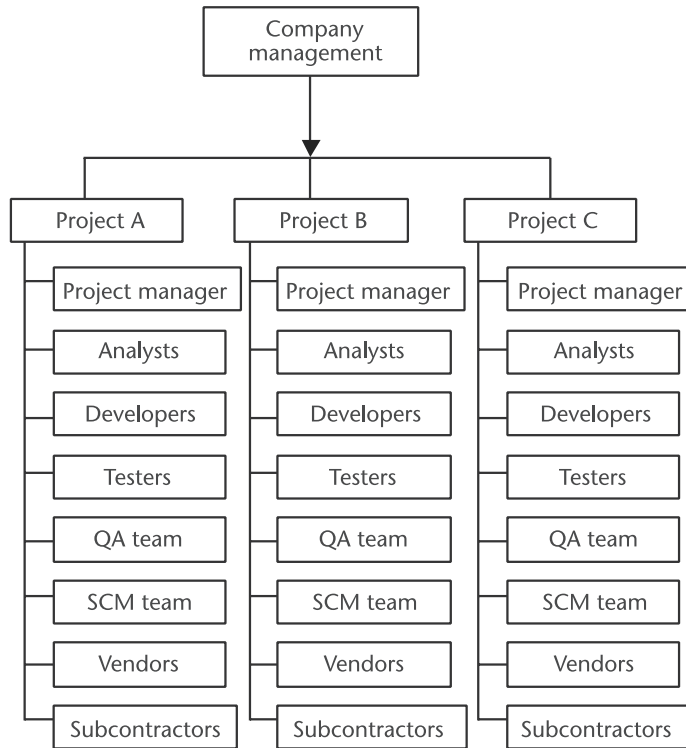 Company
management
Project A
Project B
Project C
Project manager
Project manager
Project manager
Analysts
Analysts
Analysts
Developers
Developers
Developers
Testers
Testers
Testers
QA team
QA team
QA team
SCM team
SCM team
SCM team
Vendors
Vendors
Vendors
Subcontractors
Subcontractors
Subcontractors